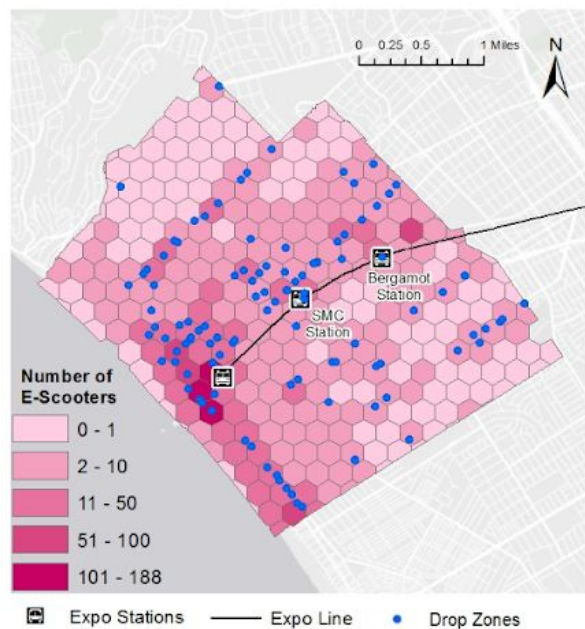 0 0.25 0.5 1 Miles
N
Bergamot
Station
SMC
Station
Number of
E-Scooters
0 - 1
2 - 10
11 - 50
51 - 100
101 - 188
Expo Stations Expo Line Drop Zones